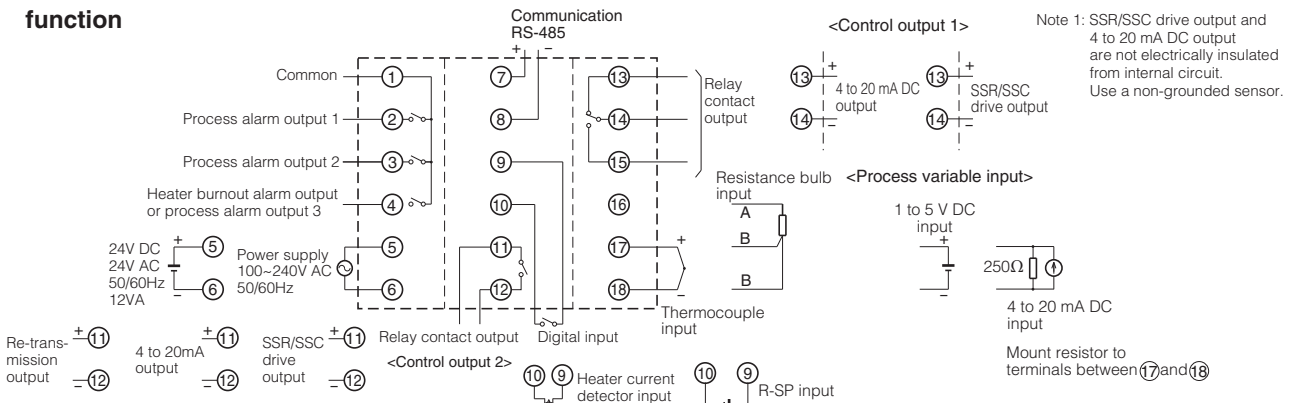 function
Communication
RS-485
+ −
Common
①
⑦
⑬
Process alarm output 1
②
⑧
⑭
Process alarm output 2
③
⑨
⑮
Heater burnout alarm output
or process alarm output 3
④
⑩
⑯
Relay
contact
output
24V DC
24V AC
50/60Hz
12VA
+
⑤
−
⑥
Power supply
100~240V AC
50/60Hz
⑤
⑥
⑪
⑫
⑰
⑱
+
−
Thermocouple
input
Relay contact output
Digital input
<Control output 2>
Re-trans-
mission
output
+ ⑪
− ⑫
4 to 20mA
output
+ ⑪
− ⑫
SSR/SSC
drive
output
+ ⑪
− ⑫
⑩ ⑨
Heater current
detector input
⑩ ⑨
R-SP input
<Control output 1>
⑬ +
⑭ −
4 to 20 mA DC
output
⑬ +
⑭ −
SSR/SSC
drive output
Note 1: SSR/SSC drive output and
4 to 20 mA DC output
are not electrically insulated
from internal circuit.
Use a non-grounded sensor.
<Process variable input>
Resistance bulb
input
A
B
B
1 to 5 V DC
input
+
−
250Ω
4 to 20 mA DC
input
Mount resistor to
terminals between ⑰ and ⑱